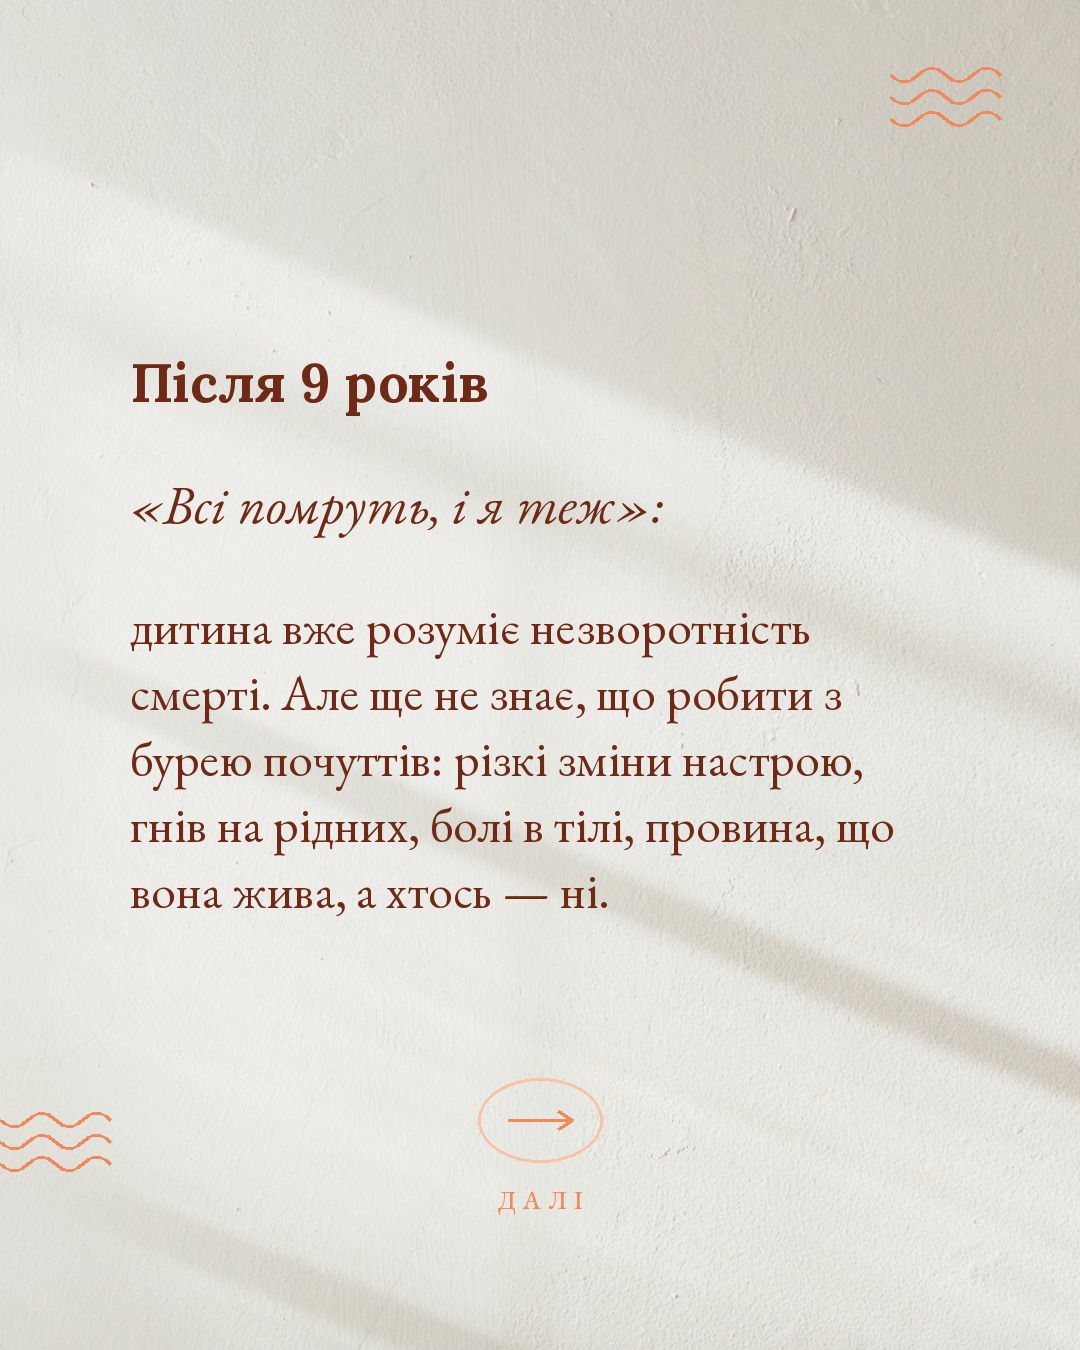 Після 9 років
«Всі помруть, і я теж»:
дитина вже розуміє незворотність
смерті. Але ще не знає, що робити з
бурею почуттів: різкі зміни настрою,
гнів на рідних, болі в тілі, провина, що
вона жива, а хтось — ні.
ДАЛІ